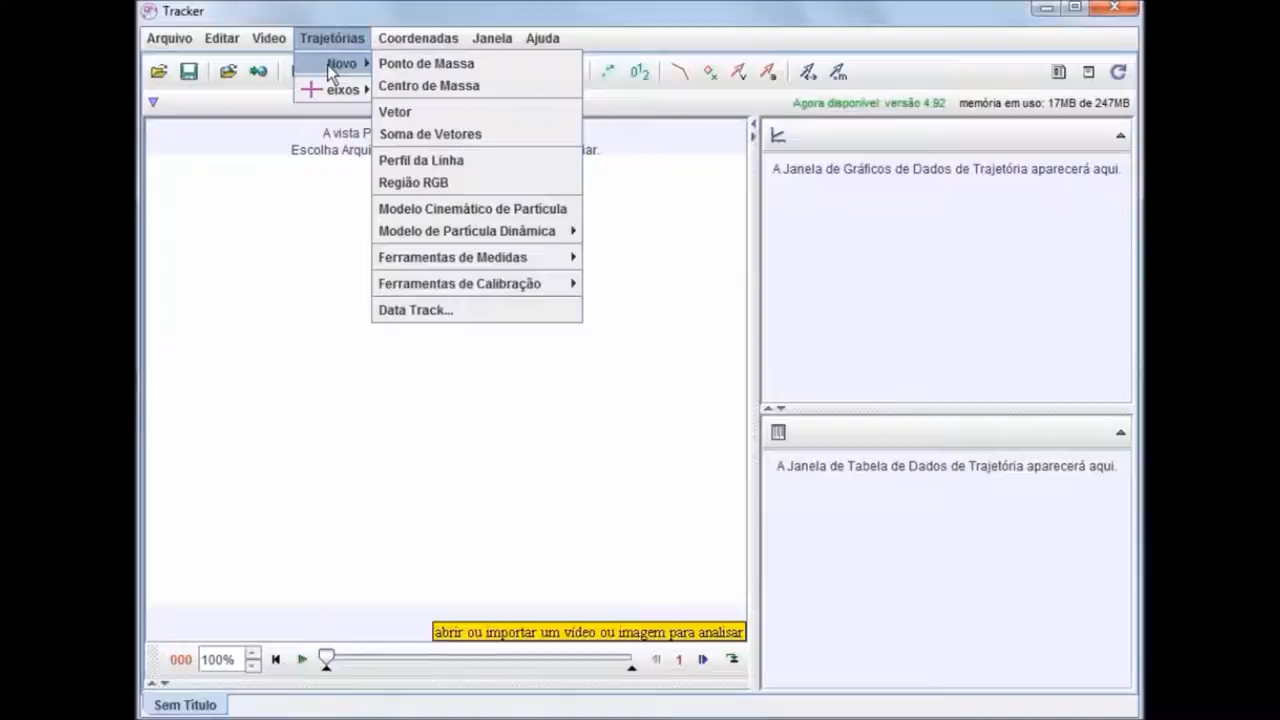 Tracker
Arquivo Editar Vídeo Trajetórias Coordenadas Janela Ajuda
Novo
eixos
Ponto de Massa
Centro de Massa
Vetor
Soma de Vetores
Perfil da Linha
Região RGB
Modelo Cinemático de Partícula
Modelo de Partícula Dinâmica
Ferramentas de Medidas
Ferramentas de Calibração
Data Track...
Agora disponível: versão 4.92 memória em uso: 17MB de 247MB
A vista P
Escolha Arqui iar.
A Janela de Gráficos de Dados de Trajetória aparecerá aqui.
A Janela de Tabela de Dados de Trajetória aparecerá aqui.
abrir ou importar um vídeo ou imagem para analisar
000 100% 1
Sem Título